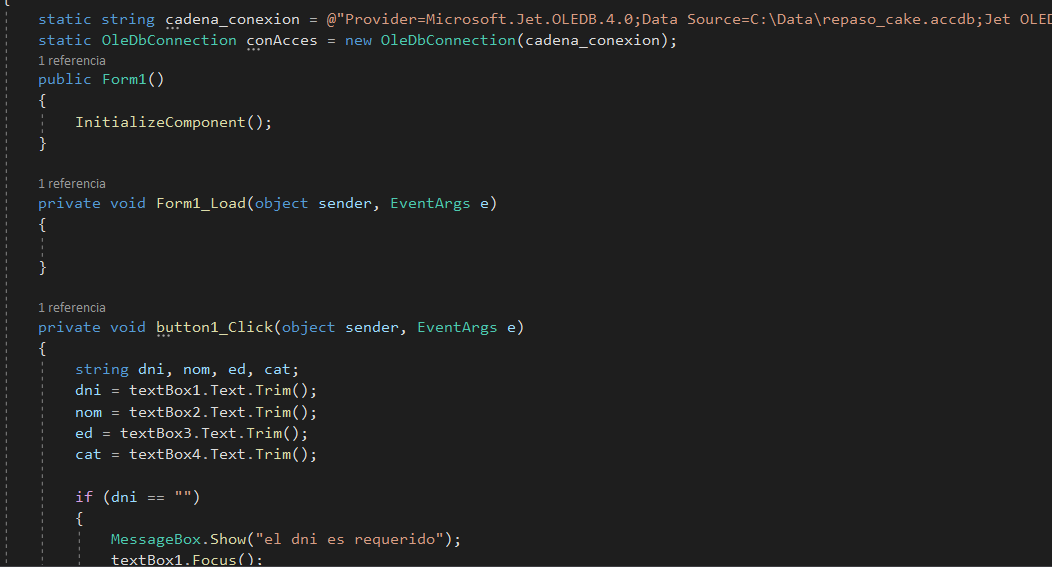 {
static string cadena_conexion = @"Provider=Microsoft.Jet.OLEDB.4.0;Data Source=C:\Data\repaso_cake.accdb;Jet OLED
static OleDbConnection conAcces = new OleDbConnection(cadena_conexion);
1 referencia
public Form1()
{
InitializeComponent();
}
1 referencia
private void Form1_Load(object sender, EventArgs e)
{
}
1 referencia
private void button1_Click(object sender, EventArgs e)
{
string dni, nom, ed, cat;
dni = textBox1.Text.Trim();
nom = textBox2.Text.Trim();
ed = textBox3.Text.Trim();
cat = textBox4.Text.Trim();
if (dni == "")
{
MessageBox.Show("el dni es requerido");
textBox1.Focus();